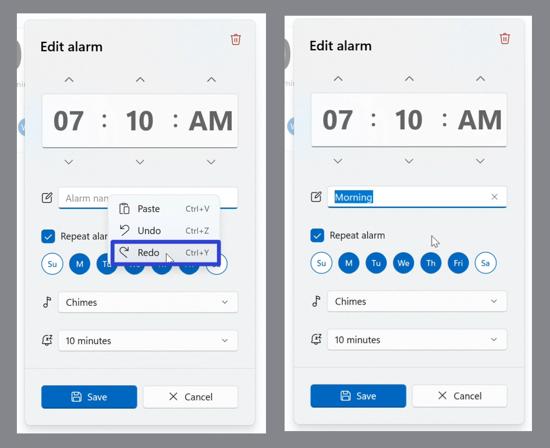 Edit alarm
07 : 10 : AM
Alarm nan
Paste Ctrl+V
Undo Ctrl+Z
Redo Ctrl+Y
Repeat alar
Su M Tu
Chimes
10 minutes
Save Cancel
Edit alarm
07 : 10 : AM
Morning
Repeat alarm
Su M Tu We Th Fri Sa
Chimes
10 minutes
Save Cancel